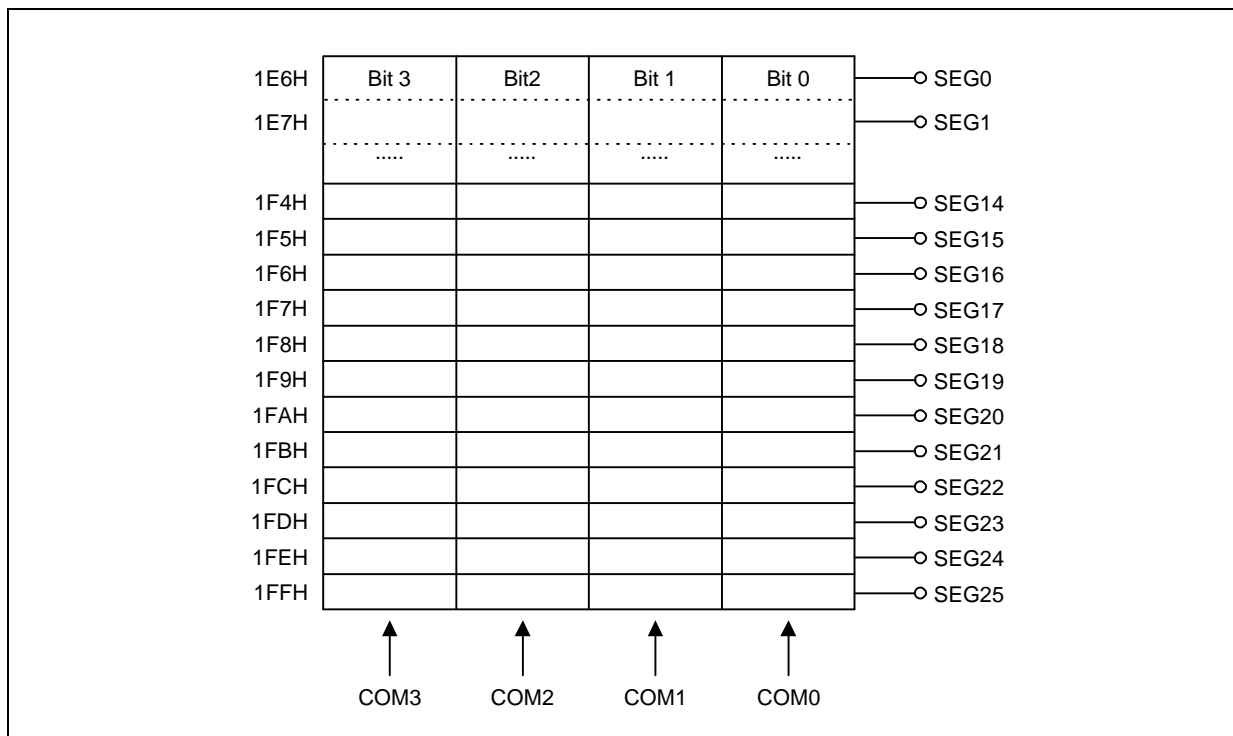 1E6H Bit 3 Bit2 Bit 1 Bit 0 SEG0
1E7H SEG1
..... ..... ..... .....
1F4H SEG14
1F5H SEG15
1F6H SEG16
1F7H SEG17
1F8H SEG18
1F9H SEG19
1FAH SEG20
1FBH SEG21
1FCH SEG22
1FDH SEG23
1FEH SEG24
1FFH SEG25
COM3 COM2 COM1 COM0